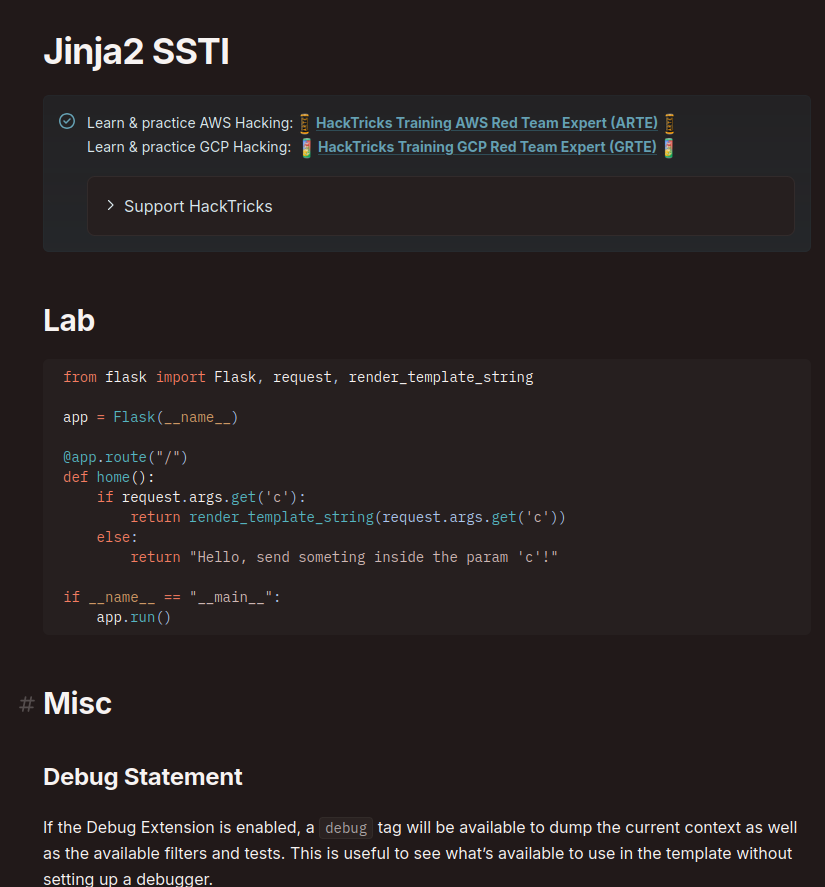 Jinja2 SSTI
Learn & practice AWS Hacking: HackTricks Training AWS Red Team Expert (ARTE)
Learn & practice GCP Hacking: HackTricks Training GCP Red Team Expert (GRTE)
Support HackTricks
Lab
from flask import Flask, request, render_template_string
app = Flask(__name__)
@app.route("/")
def home():
    if request.args.get('c'):
        return render_template_string(request.args.get('c'))
    else:
        return "Hello, send someting inside the param 'c'!"
if __name__ == "__main__":
    app.run()
# Misc
Debug Statement
If the Debug Extension is enabled, a debug tag will be available to dump the current context as well
as the available filters and tests. This is useful to see what's available to use in the template without
setting up a debugger.